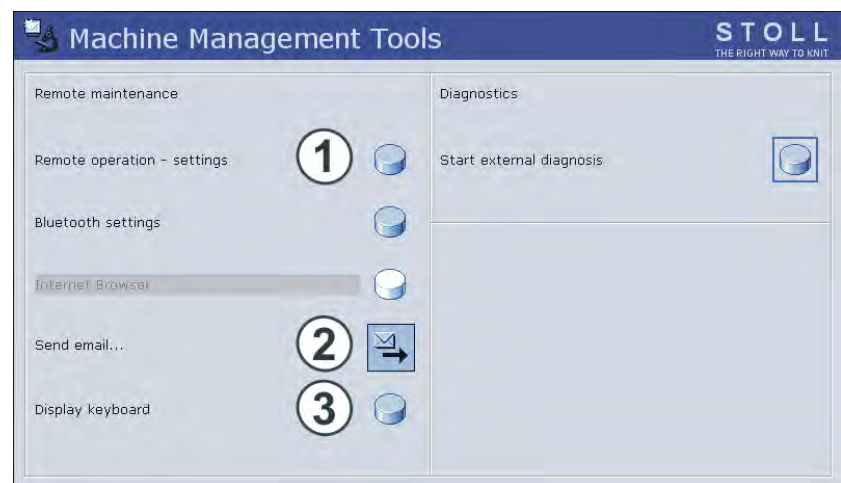 Machine Management Tools
STOLL
THE RIGHT WAY TO KNIT
Remote maintenance
Remote operation - settings
1
Bluetooth settings
Internet Browser
Send email...
2
Display keyboard
3
Diagnostics
Start external diagnosis